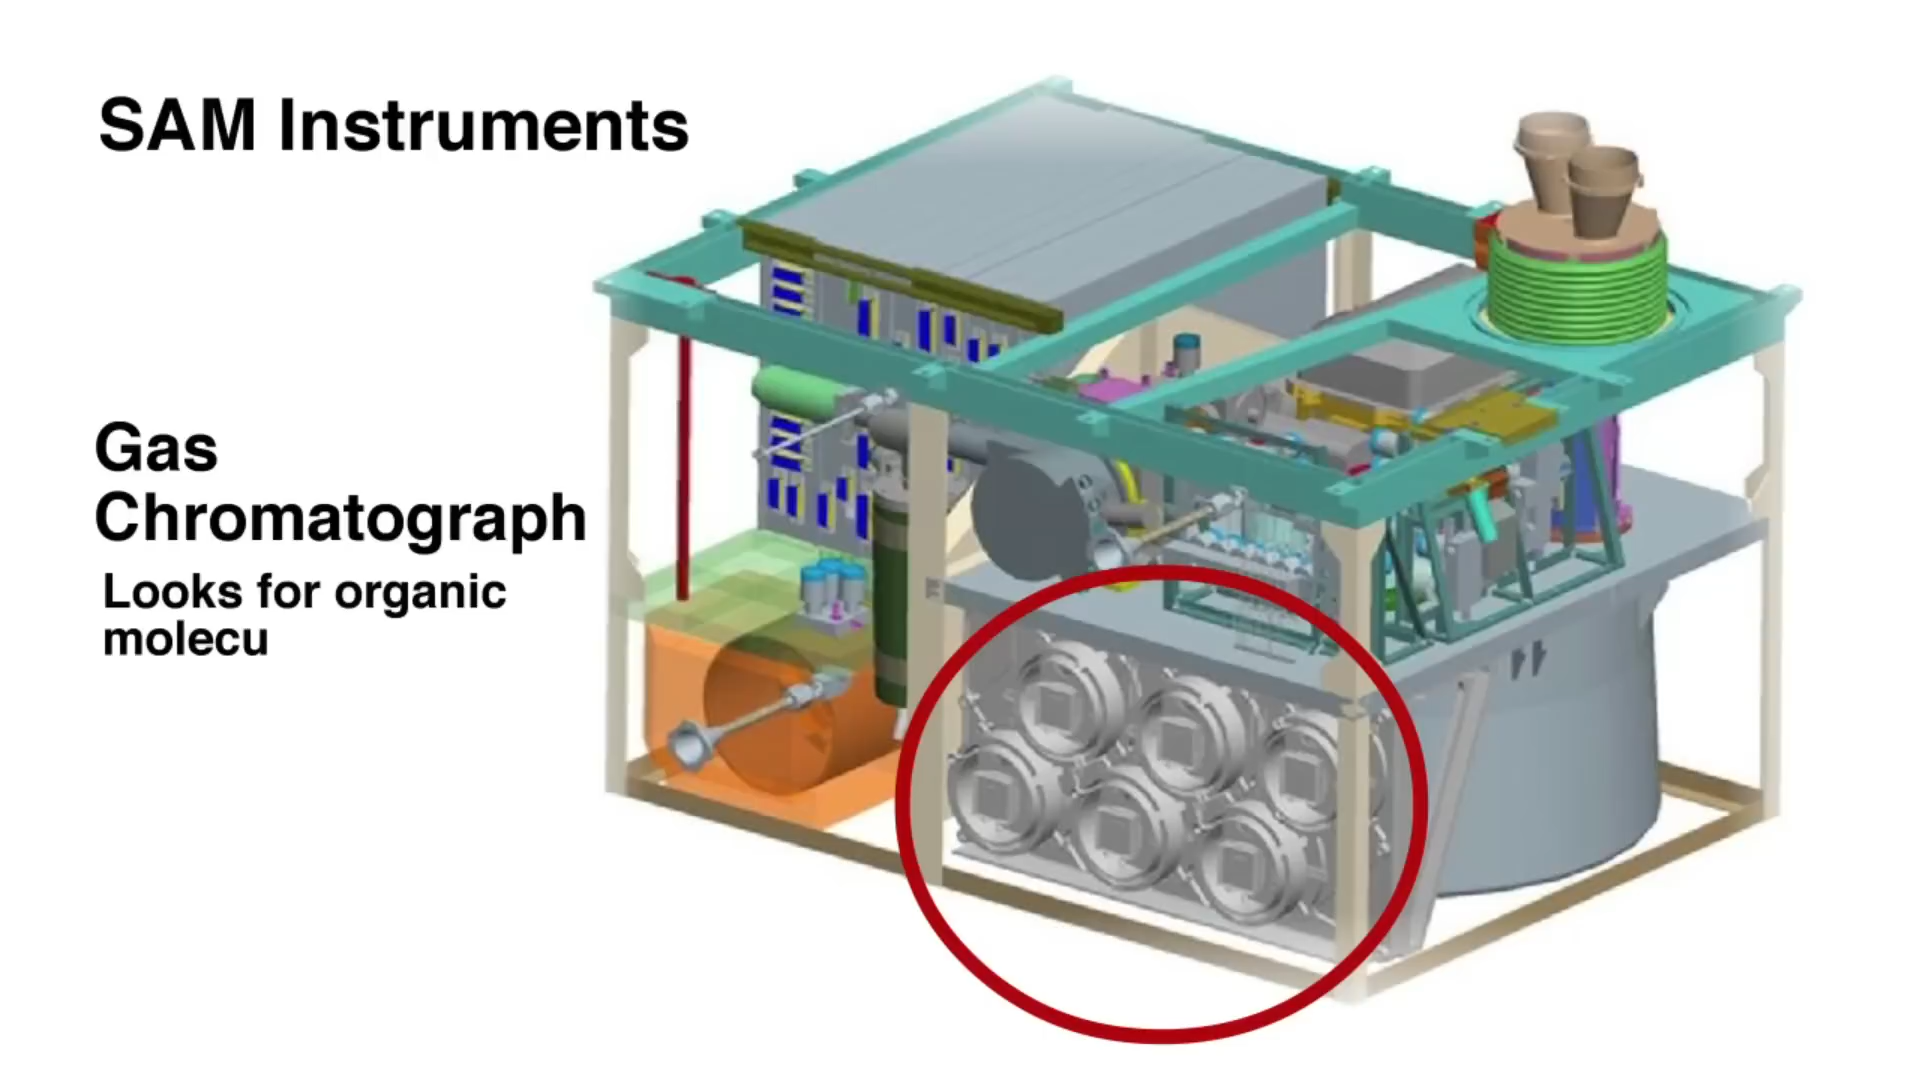 SAM Instruments
Gas
Chromatograph
Looks for organic
molecu